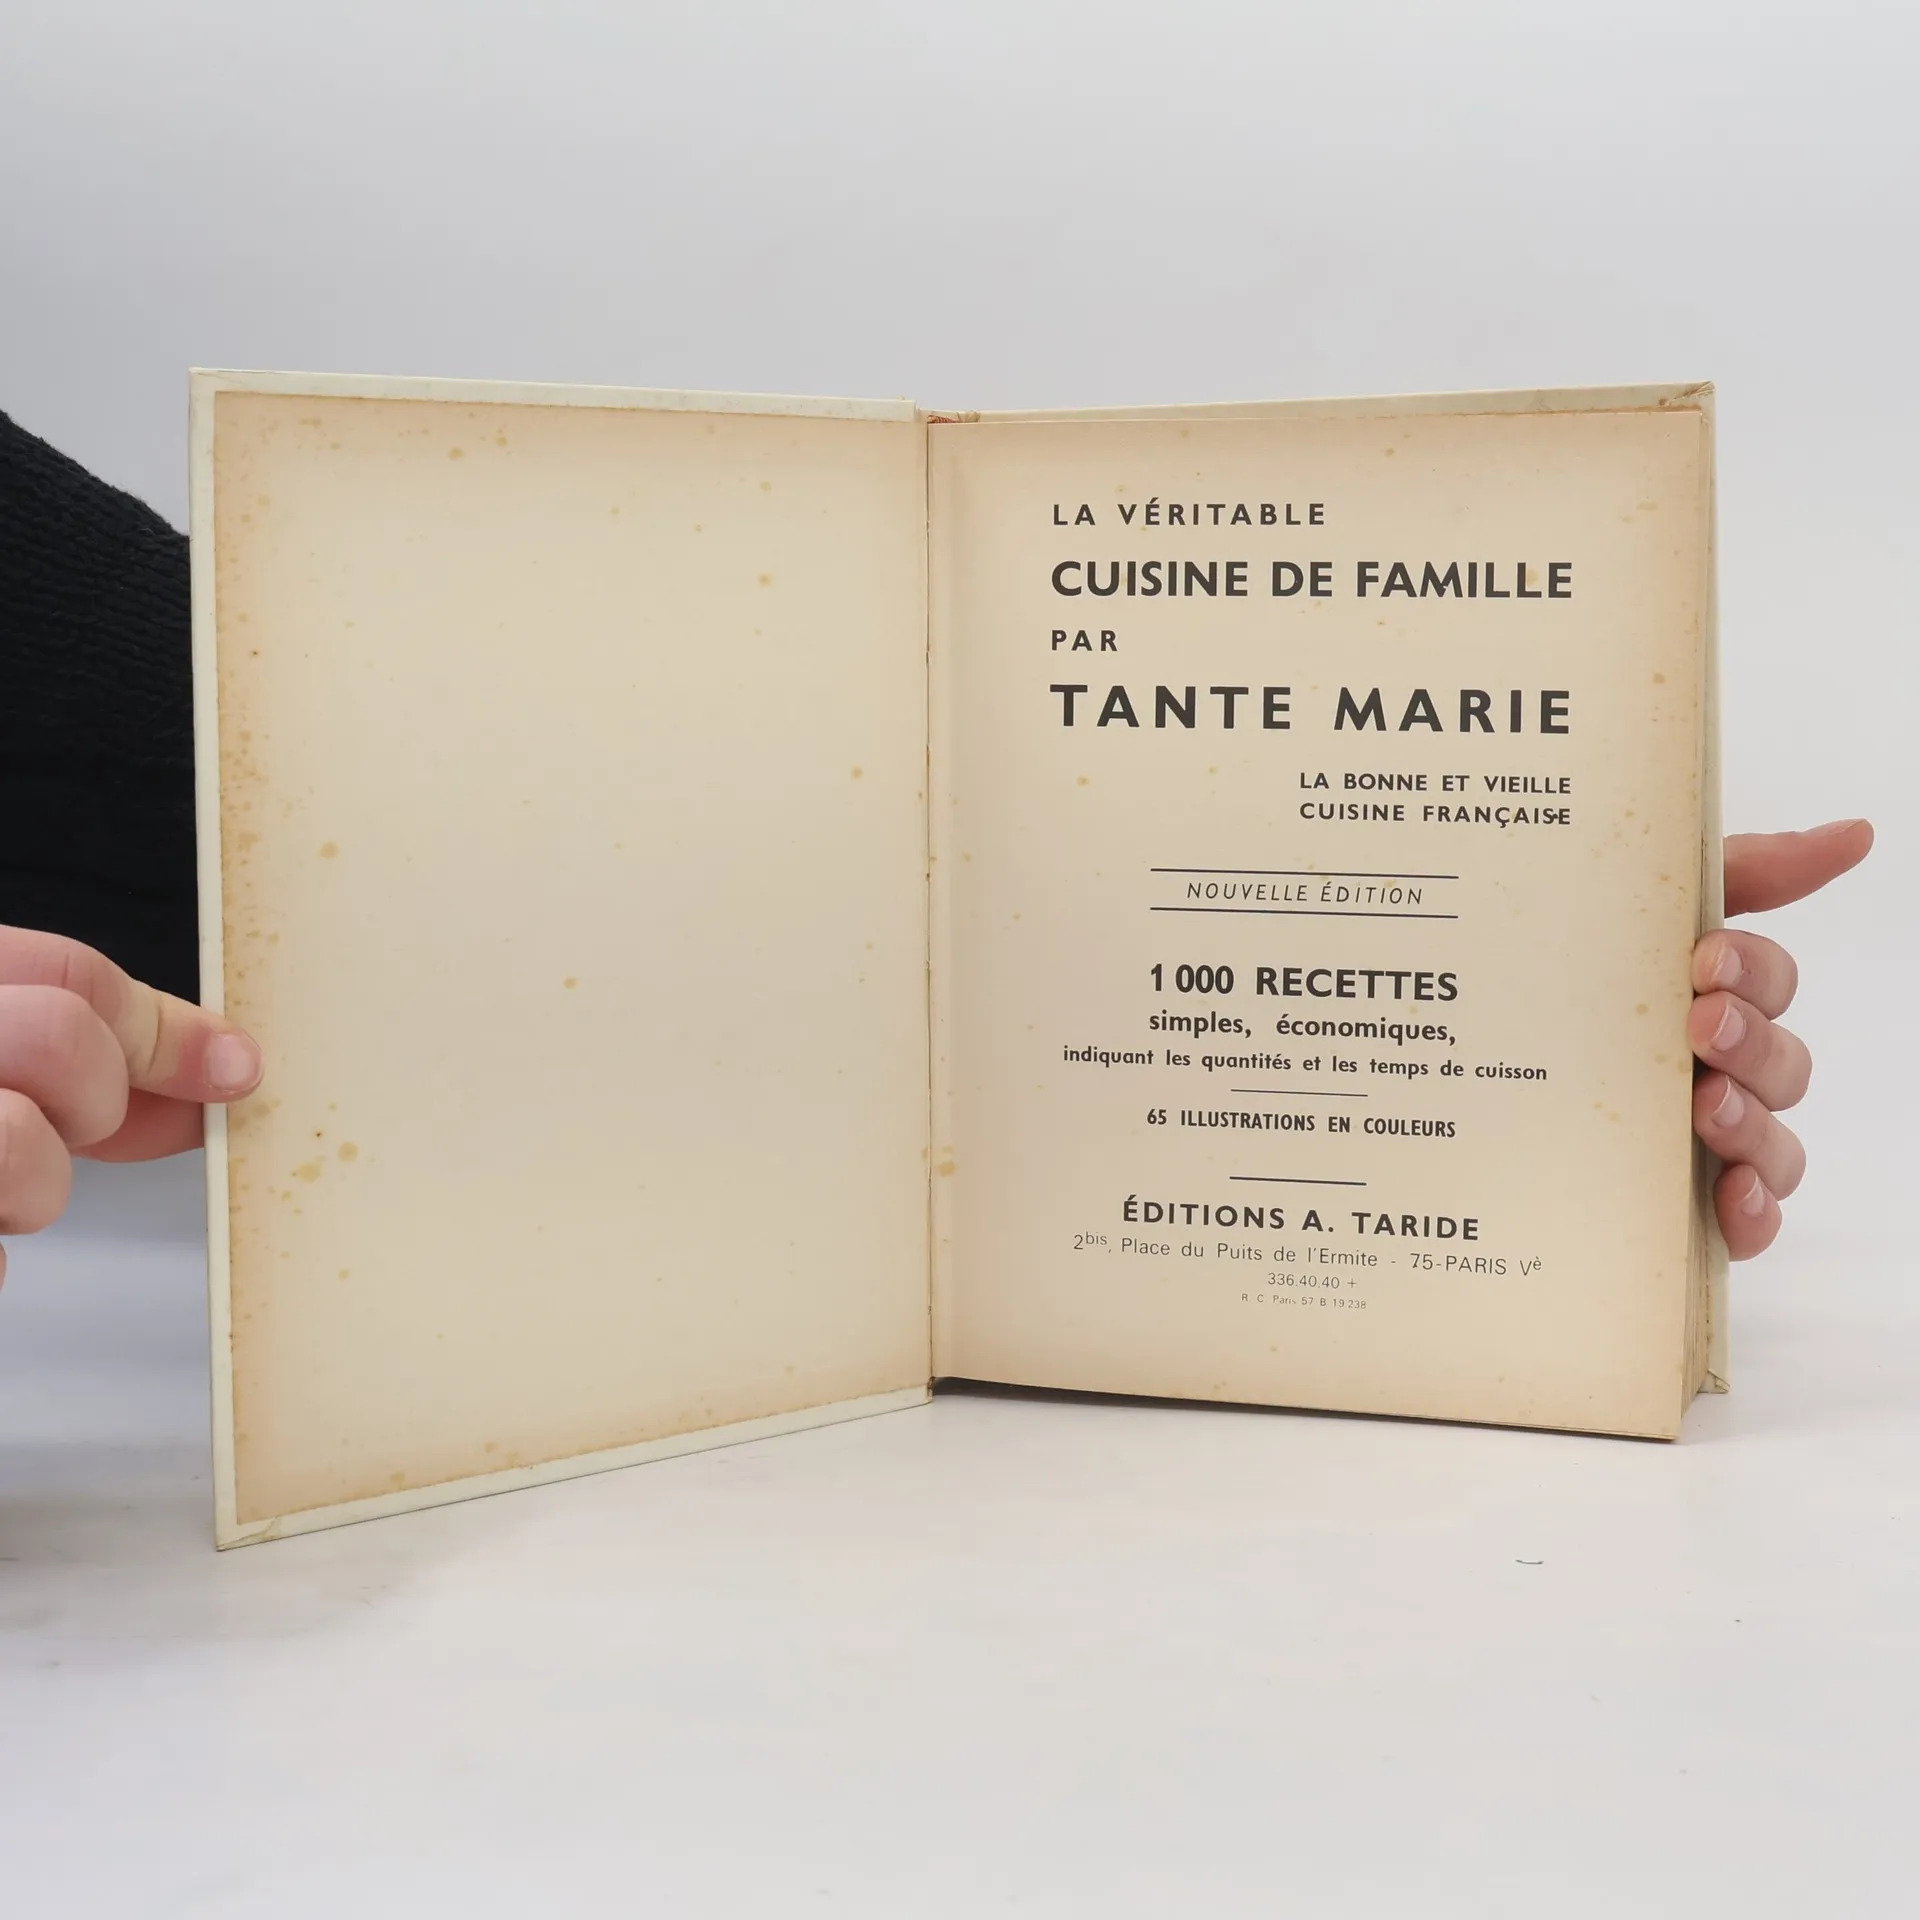 LA VÉRITABLE
CUISINE DE FAMILLE
PAR
TANTE MARIE
LA BONNE ET VIEILLE
CUISINE FRANÇAISE
NOUVELLE ÉDITION
1 000 RECETTES
simples, économiques,
indiquant les quantités et les temps de cuisson
65 ILLUSTRATIONS EN COULEURS
ÉDITIONS A. TARIDE
2bis, Place du Puits de l'Ermite - 75-PARIS Vè
336.40.40 +
R. C. Paris 57 B 19.238